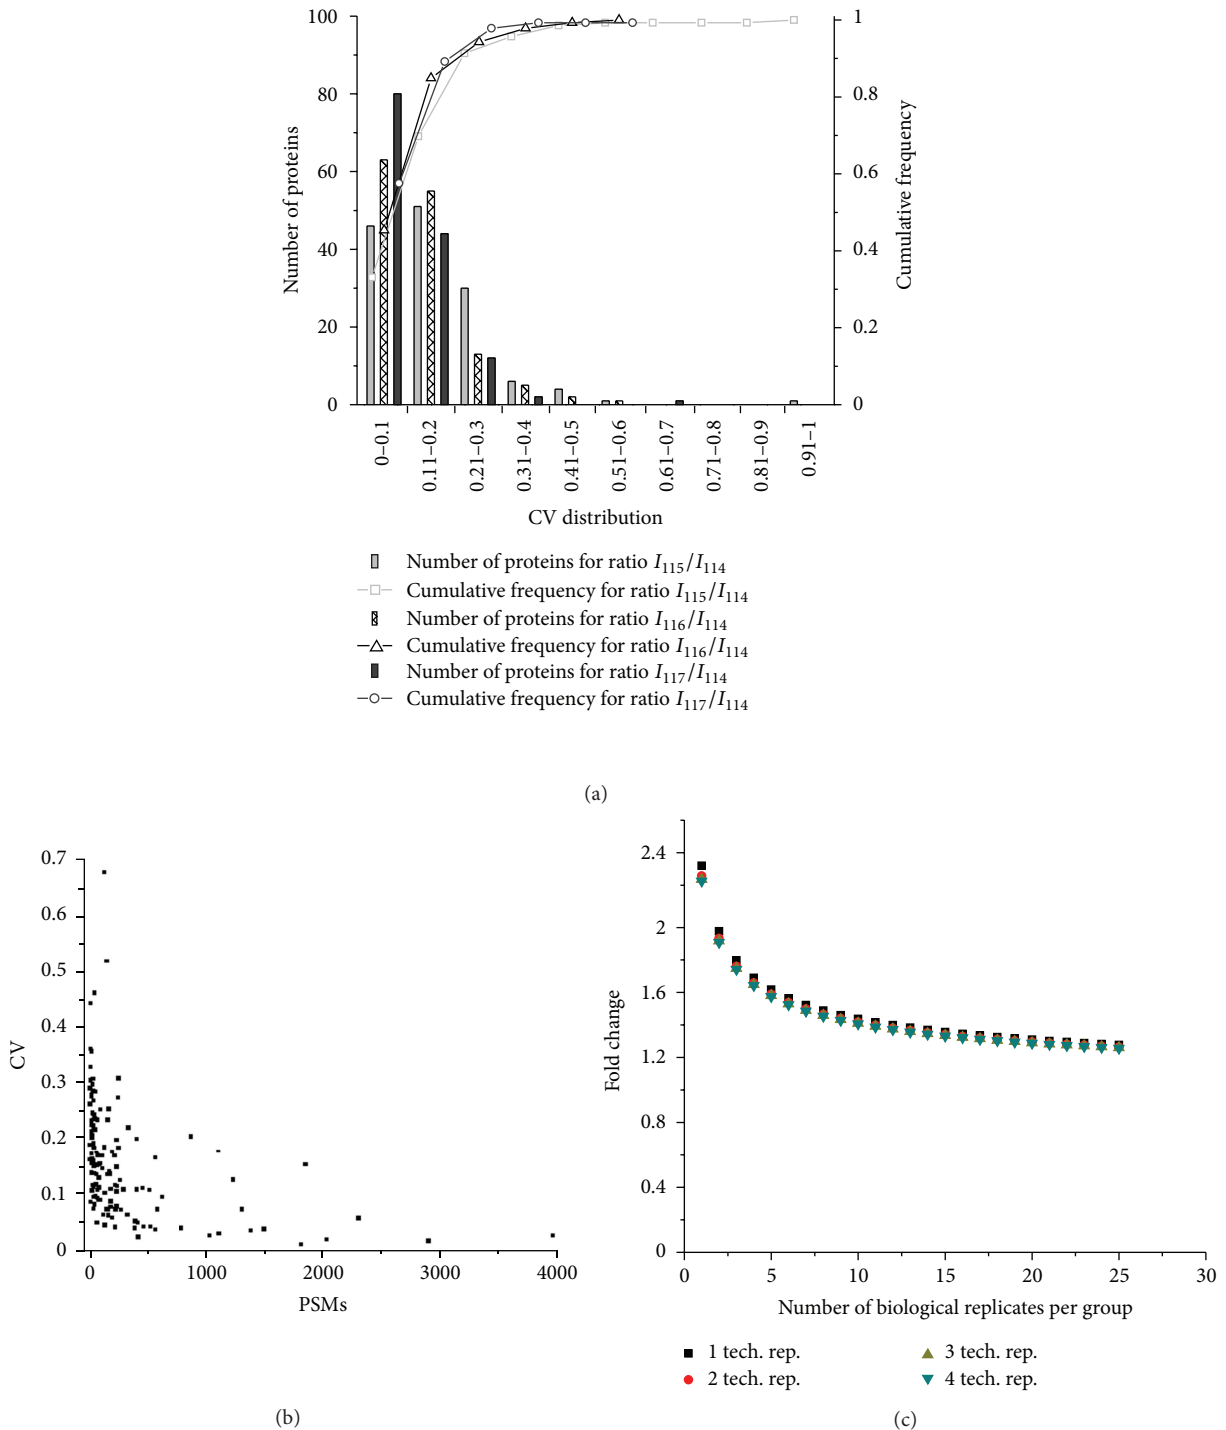 100
80
60
40
20
0
Number of proteins
1
0.8
0.6
0.4
0.2
0
Cumulative frequency
0–0.1
0.11–0.2
0.21–0.3
0.31–0.4
0.41–0.5
0.51–0.6
0.61–0.7
0.71–0.8
0.81–0.9
0.91–1
CV distribution
Number of proteins for ratio I115/I114
Cumulative frequency for ratio I115/I114
Number of proteins for ratio I116/I114
Cumulative frequency for ratio I116/I114
Number of proteins for ratio I117/I114
Cumulative frequency for ratio I117/I114
(a)
0.7
0.6
0.5
0.4
0.3
0.2
0.1
0
CV
0 1000 2000 3000 4000
PSMs
(b)
2.4
2
1.6
1.2
0.8
0.4
0
Fold change
0 5 10 15 20 25 30
Number of biological replicates per group
1 tech. rep.
2 tech. rep.
3 tech. rep.
4 tech. rep.
(c)